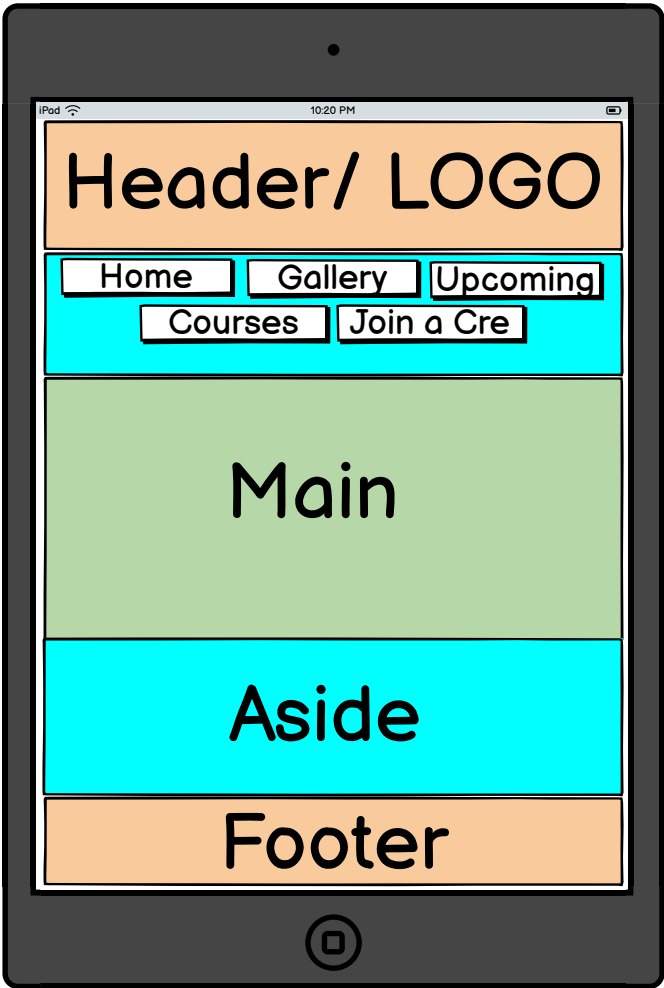 iPad 10:20 PM
Header/ LOGO
Home Gallery Upcoming
Courses Join a Cre
Main
Aside
Footer